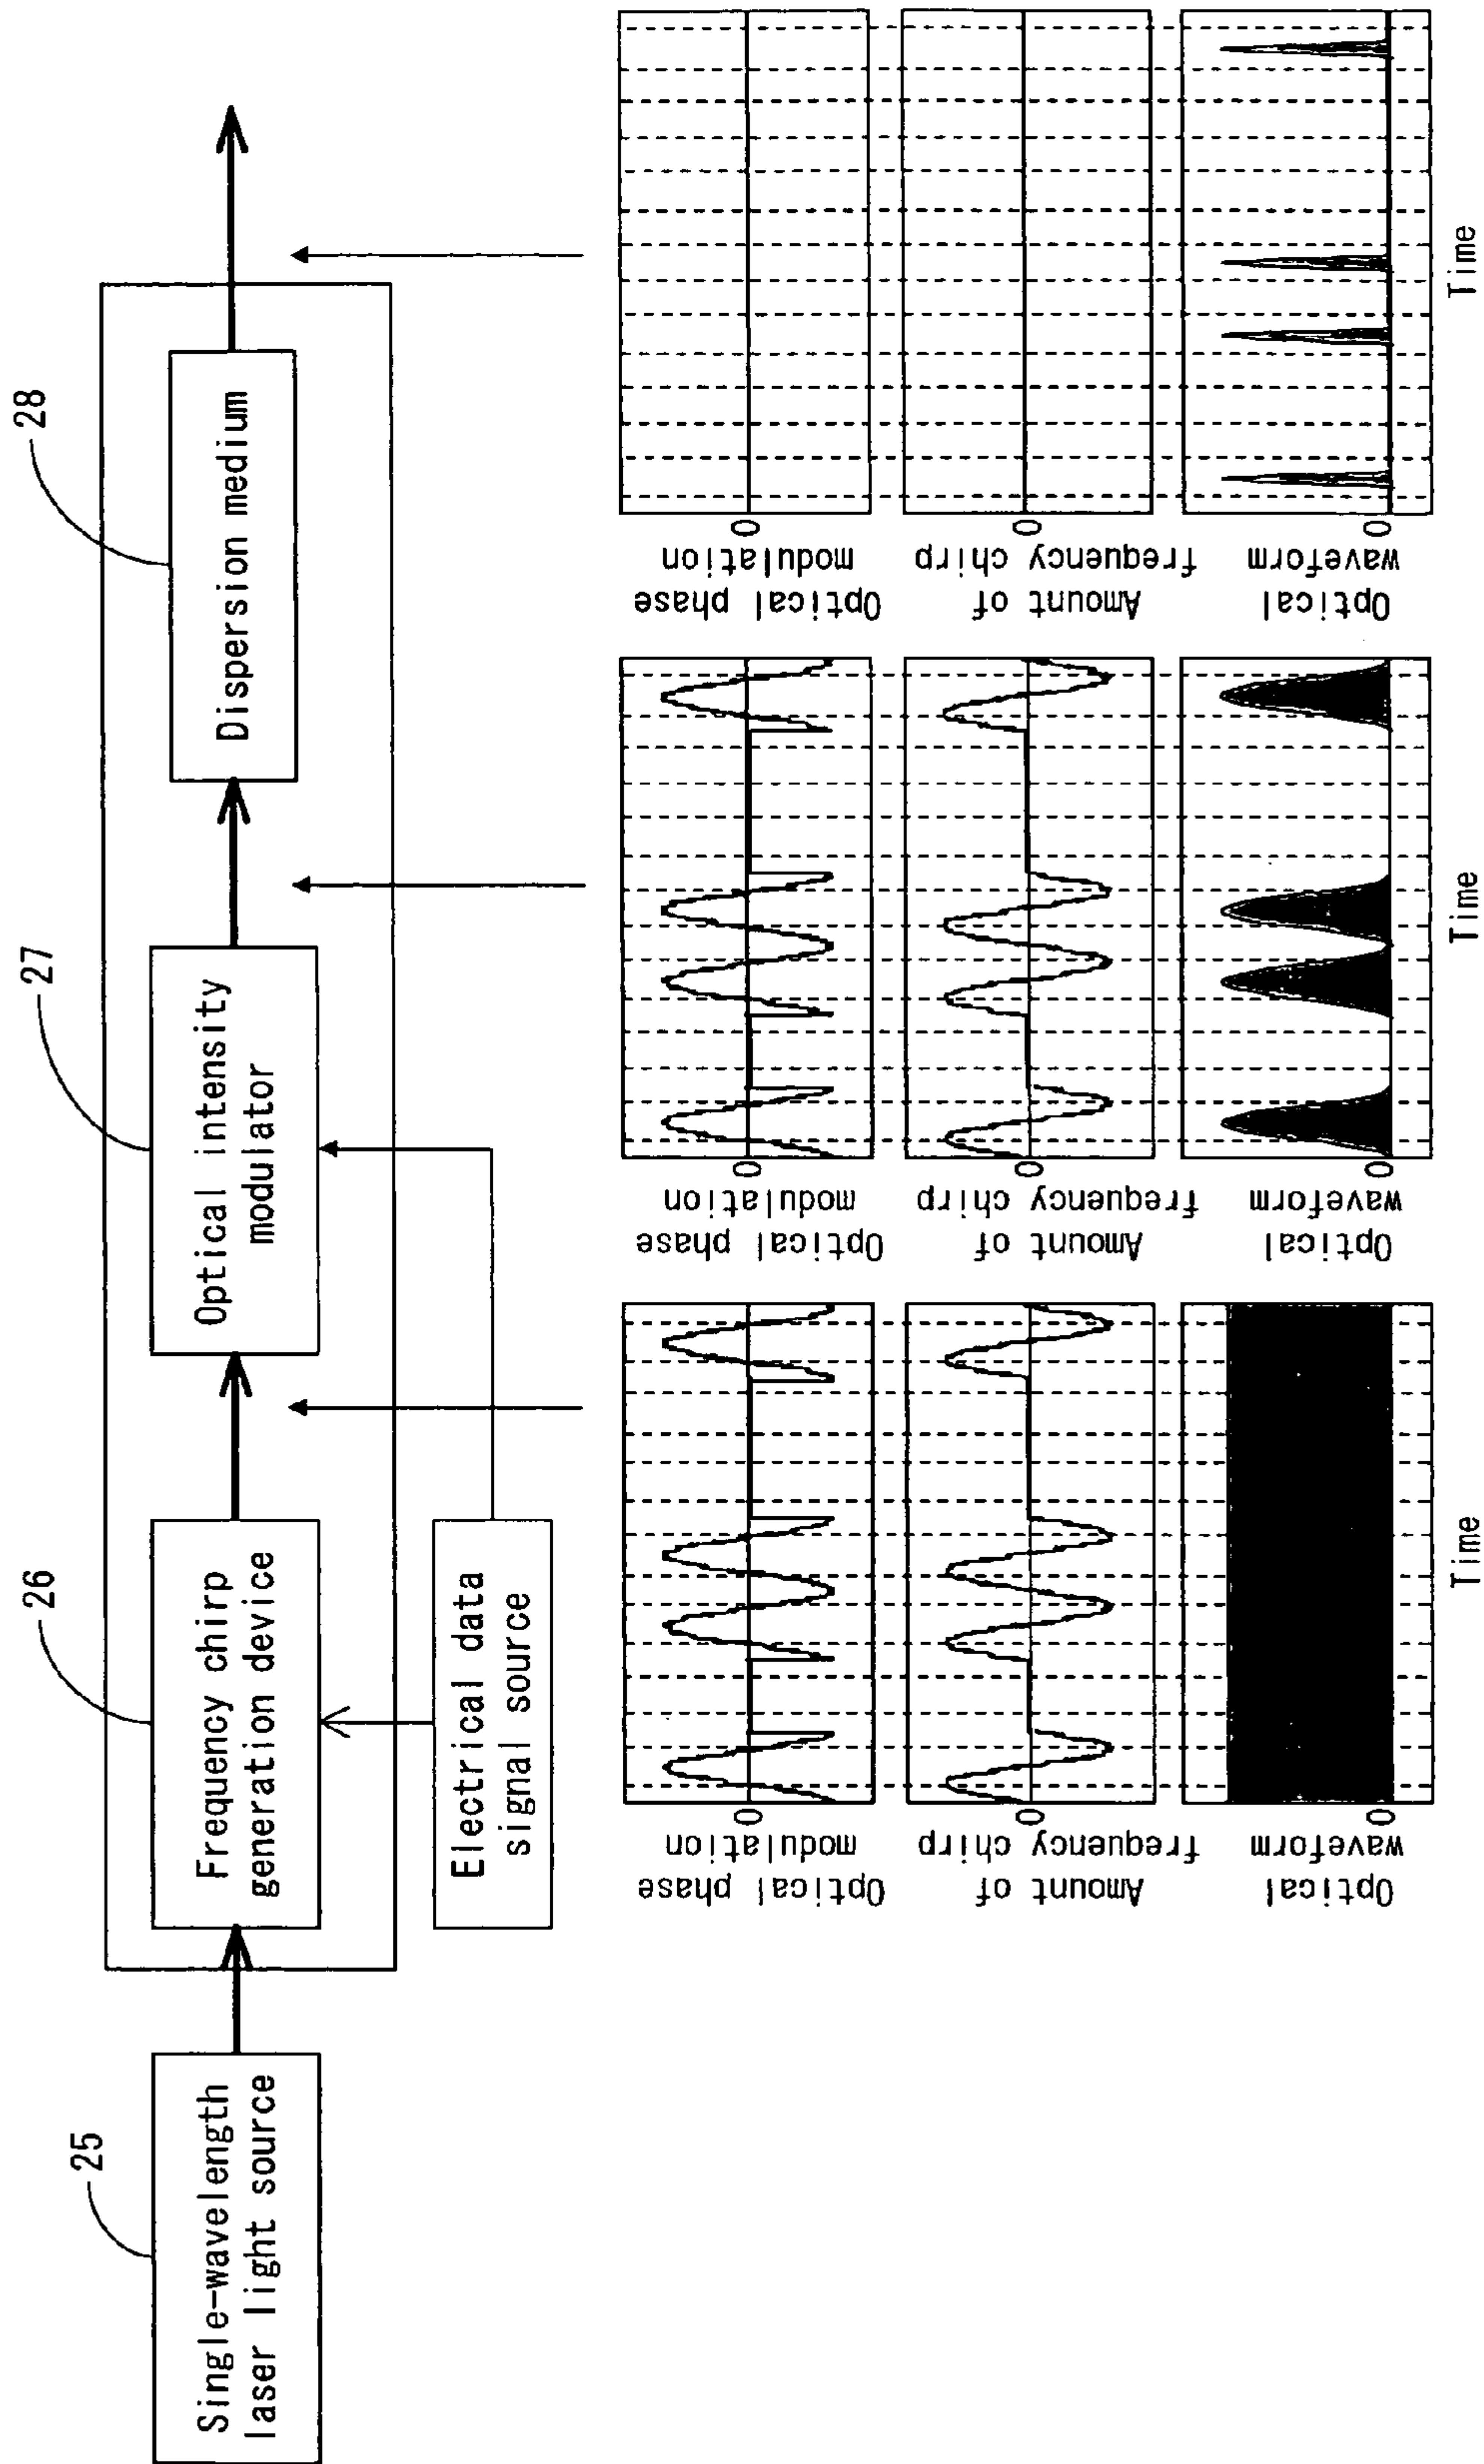 25
Single-wavelength
laser light source
26
Frequency chirp
generation device
27
Optical intensity
modulator
28
Dispersion medium
Electrical data
signal source
Optical phase
modulation
0
Amount of
frequency chirp
0
Optical
waveform
0
Time
Optical phase
modulation
0
Amount of
frequency chirp
0
Optical
waveform
0
Time
Optical phase
modulation
0
Amount of
frequency chirp
0
Optical
waveform
0
Time